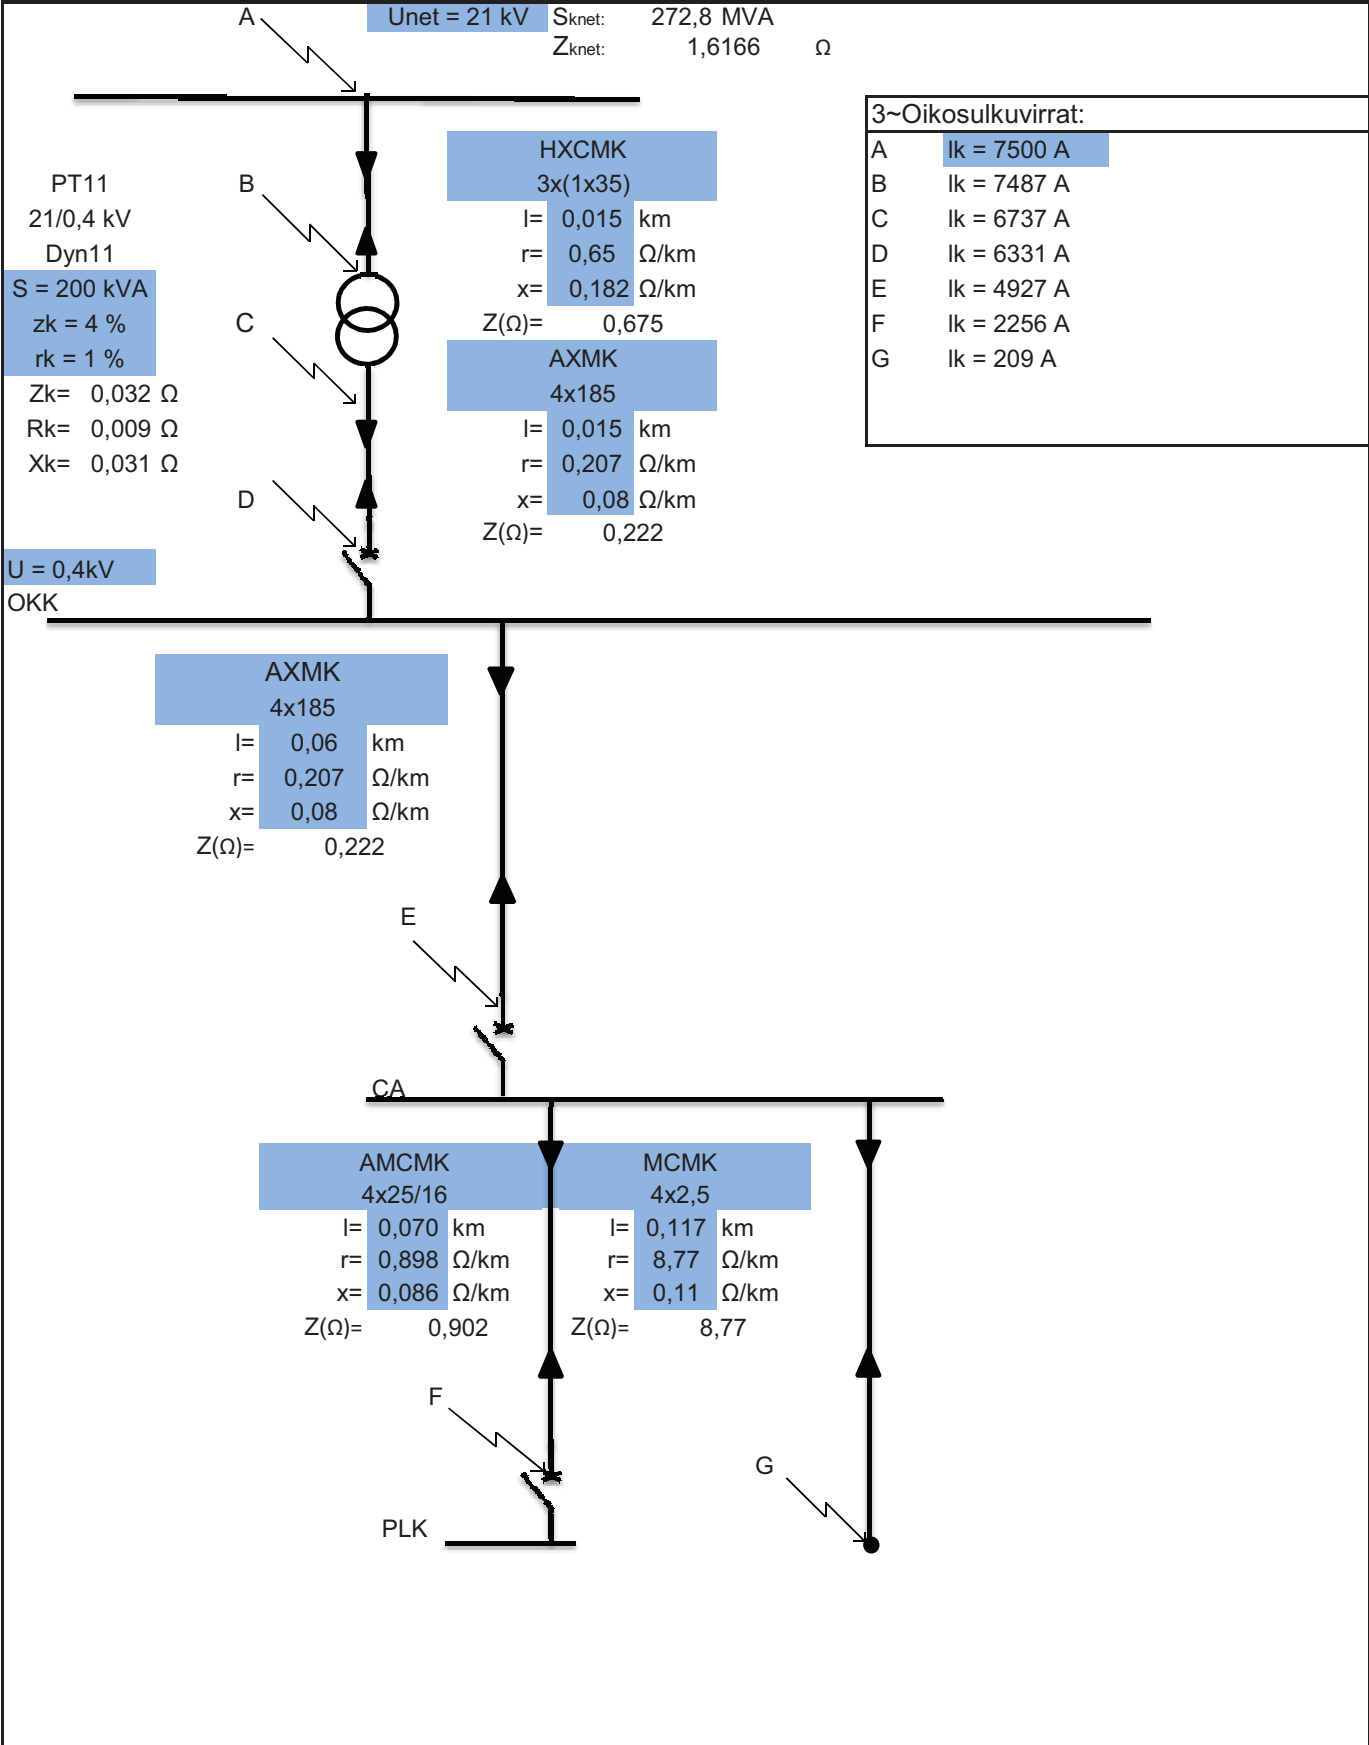 A
Unet = 21 kV Sknet: 272,8 MVA
Zknet: 1,6166 Ω
3~Oikosulkuvirrat:
A Ik = 7500 A
B Ik = 7487 A
C Ik = 6737 A
D Ik = 6331 A
E Ik = 4927 A
F Ik = 2256 A
G Ik = 209 A
HXCMK
3x(1x35)
l= 0,015 km
r= 0,65 Ω/km
x= 0,182 Ω/km
Z(Ω)= 0,675
PT11
21/0,4 kV
Dyn11
S = 200 kVA
zk = 4 %
rk = 1 %
Zk= 0,032 Ω
Rk= 0,009 Ω
Xk= 0,031 Ω
B
C
AXMK
4x185
l= 0,015 km
r= 0,207 Ω/km
x= 0,08 Ω/km
Z(Ω)= 0,222
D
U = 0,4kV
OKK
AXMK
4x185
l= 0,06 km
r= 0,207 Ω/km
x= 0,08 Ω/km
Z(Ω)= 0,222
E
CA
AMCMK
4x25/16
l= 0,070 km
r= 0,898 Ω/km
x= 0,086 Ω/km
Z(Ω)= 0,902
MCMK
4x2,5
l= 0,117 km
r= 8,77 Ω/km
x= 0,11 Ω/km
Z(Ω)= 8,77
F
G
PLK